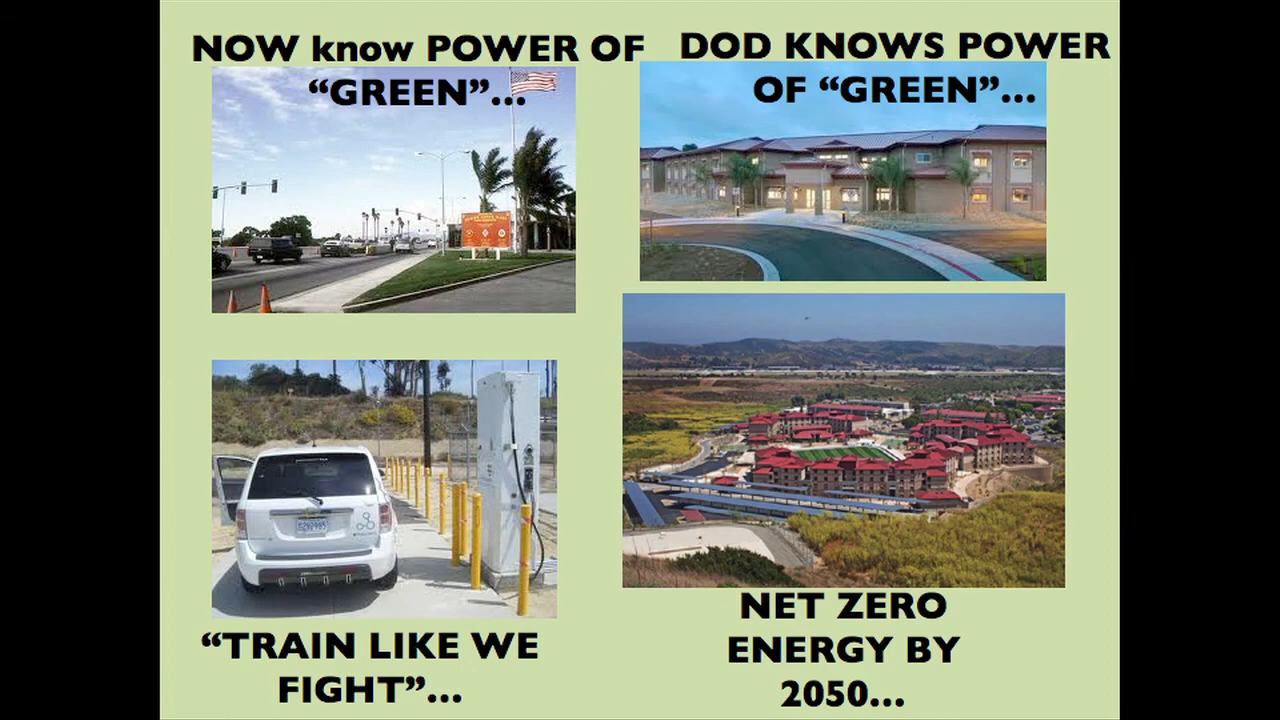 NOW know POWER OF
“GREEN”...
DOD KNOWS POWER
OF “GREEN”...
“TRAIN LIKE WE
FIGHT”...
NET ZERO
ENERGY BY
2050...